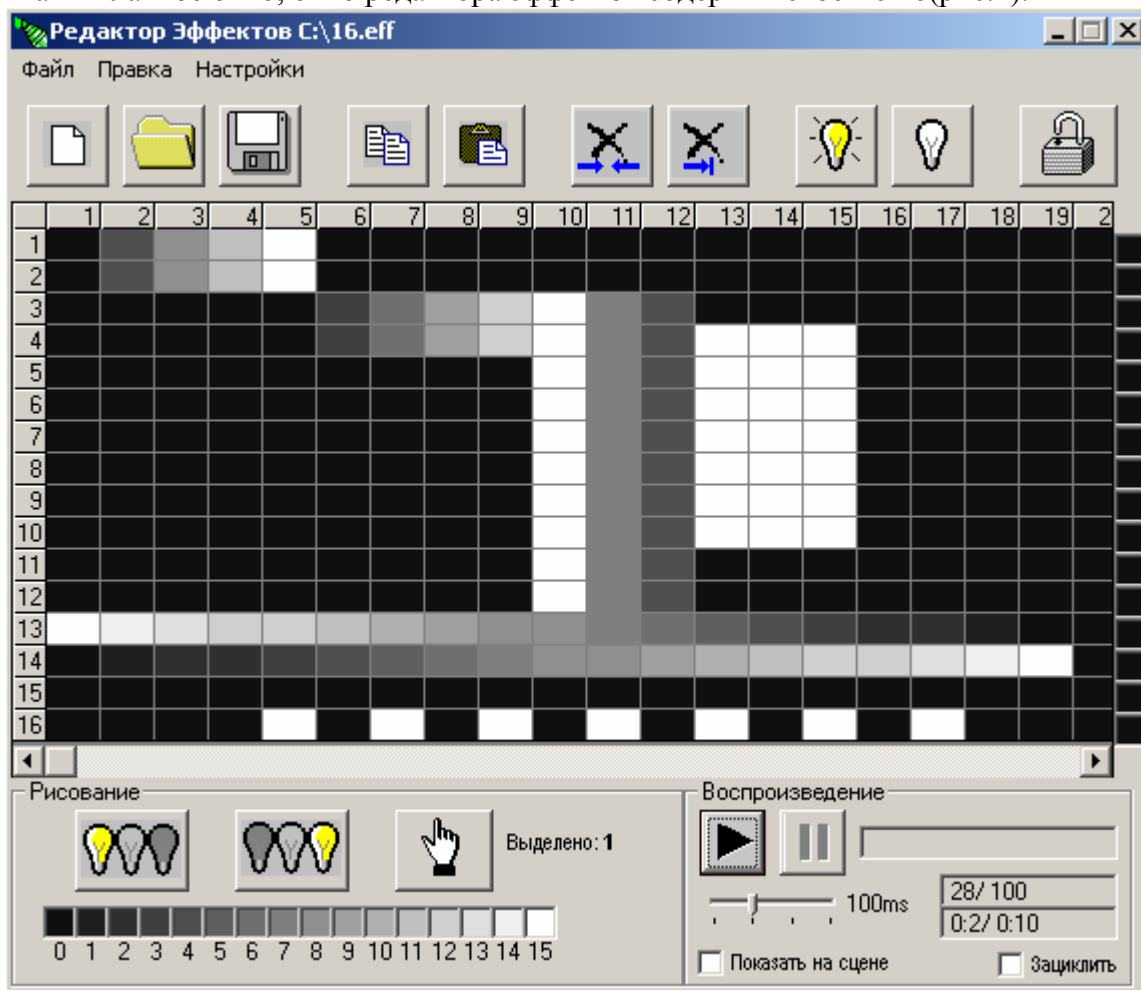 Редактор Эффектов C:\16.eff
Файл Правка Настройки
1 2 3 4 5 6 7 8 9 10 11 12 13 14 15 16 17 18 19 2
1
2
3
4
5
6
7
8
9
10
11
12
13
14
15
16
Рисование
Воспроизведение
Выделено: 1
100ms
28/ 100
0:2/ 0:10
0 1 2 3 4 5 6 7 8 9 10 11 12 13 14 15
Показать на сцене
Зациклить